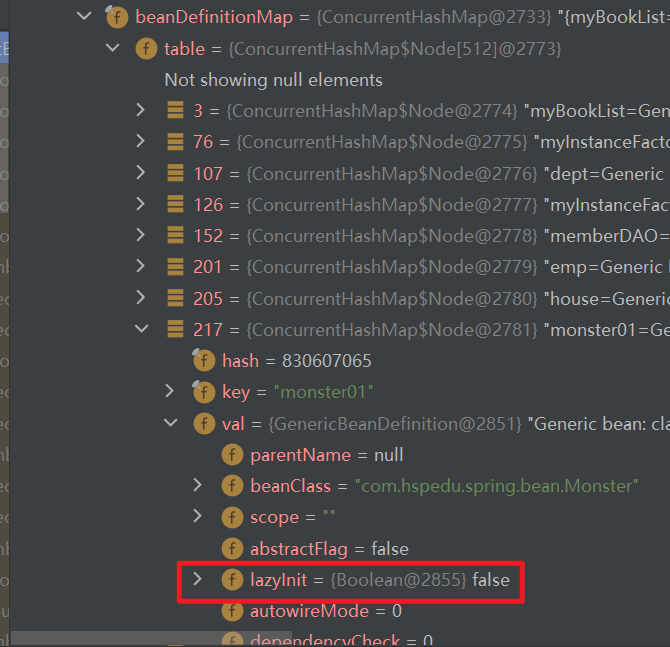 beanDefinitionMap = {ConcurrentHashMap@2733} "{myBookList=
table = {ConcurrentHashMap$Node[512]@2773}
Not showing null elements
3 = {ConcurrentHashMap$Node@2774} "myBookList=Gen
76 = {ConcurrentHashMap$Node@2775} "myInstanceFacto
107 = {ConcurrentHashMap$Node@2776} "dept=Generic
126 = {ConcurrentHashMap$Node@2777} "myInstanceFac
152 = {ConcurrentHashMap$Node@2778} "memberDAO=
201 = {ConcurrentHashMap$Node@2779} "emp=Generic
205 = {ConcurrentHashMap$Node@2780} "house=Generic
217 = {ConcurrentHashMap$Node@2781} "monster01=Ge
hash = 830607065
key = "monster01"
val = {GenericBeanDefinition@2851} "Generic bean: cla
parentName = null
beanClass = "com.hspedu.spring.bean.Monster"
scope = ""
abstractFlag = false
lazyInit = {Boolean@2855} false
autowireMode = 0
dependencyCheck = 0